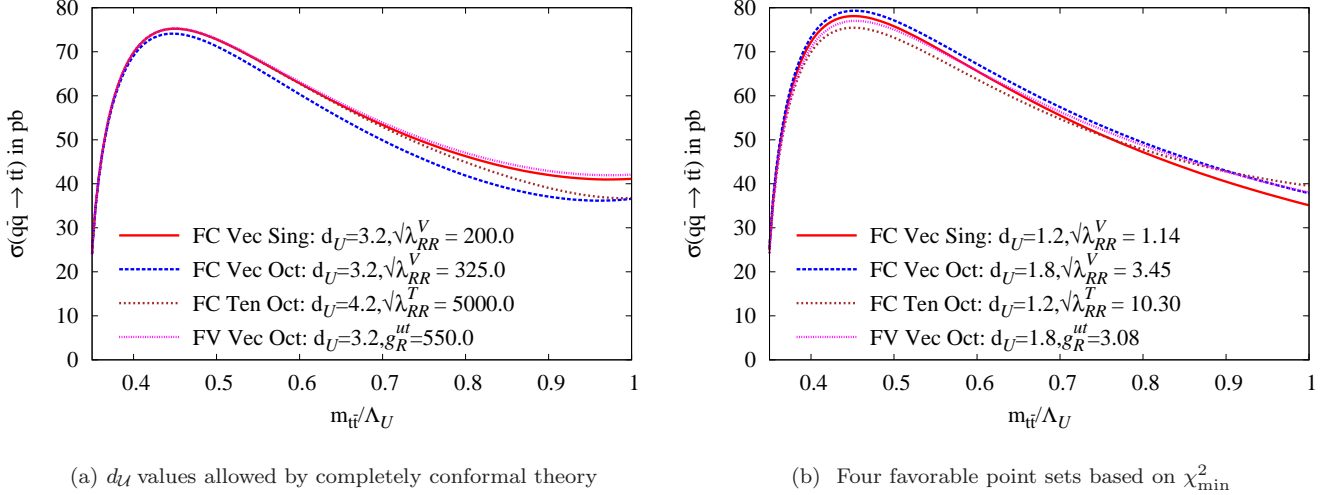 80
70
60
50
40
30
20
10
0
σ(qq̄ → tt̄) in pb
FC Vec Sing: d_U=3.2,√λ^V_RR = 200.0
FC Vec Oct: d_U=3.2,√λ^V_RR = 325.0
FC Ten Oct: d_U=4.2,√λ^T_RR = 5000.0
FV Vec Oct: d_U=3.2,g^ut_R=550.0
0.4 0.5 0.6 0.7 0.8 0.9 1
m_tt̄/Λ_U
(a) d_𝒰 values allowed by completely conformal theory
80
70
60
50
40
30
20
10
0
σ(qq̄ → tt̄) in pb
FC Vec Sing: d_U=1.2,√λ^V_RR = 1.14
FC Vec Oct: d_U=1.8,√λ^V_RR = 3.45
FC Ten Oct: d_U=1.2,√λ^T_RR = 10.30
FV Vec Oct: d_U=1.8,g^ut_R=3.08
0.4 0.5 0.6 0.7 0.8 0.9 1
m_tt̄/Λ_U
(b) Four favorable point sets based on χ²_min